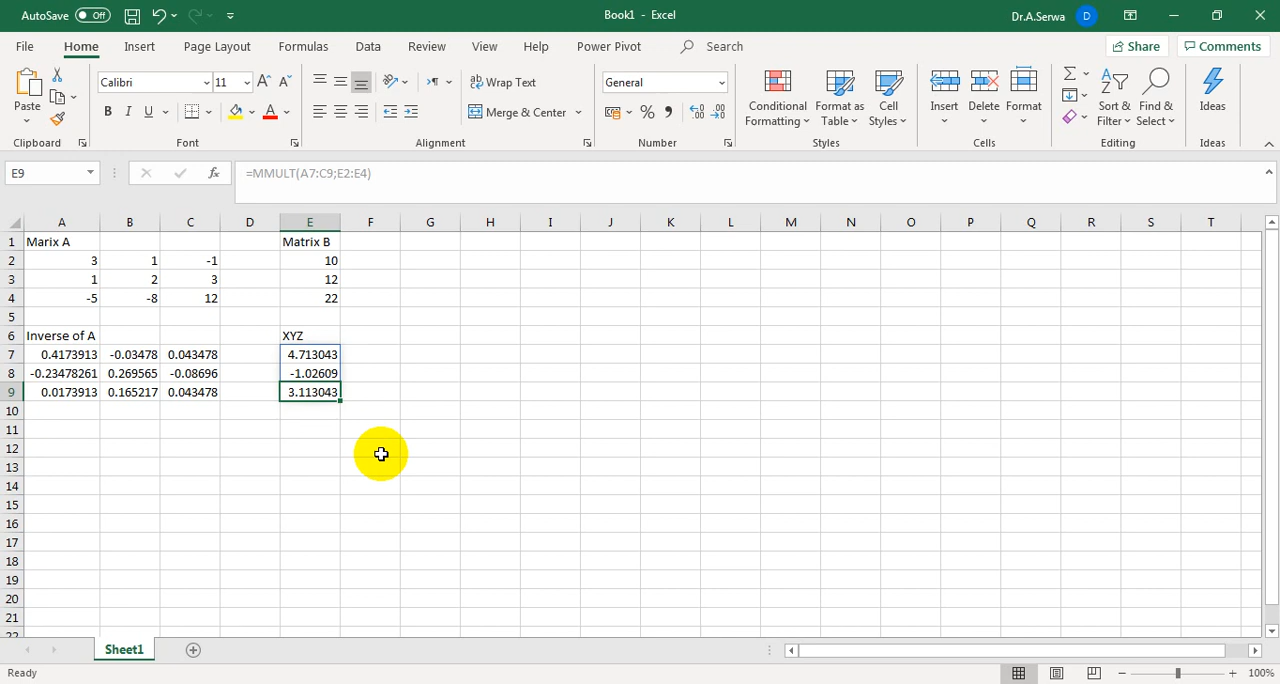 AutoSave Off Book1 - Excel Dr.A.Serwa D
File Home Insert Page Layout Formulas Data Review View Help Power Pivot Search Share Comments
Paste Calibri 11 A A Wrap Text General Conditional Formatting Format as Table Cell Styles Insert Delete Format Sort & Filter Find & Select Ideas
B I U A Merge & Center % 9
Clipboard Font Alignment Number Styles Cells Editing Ideas
E9 fx =MMULT(A7:C9;E2:E4)
A B C D E F G H I J K L M N O P Q R S T
1 Marix A Matrix B
2 3 1 -1 10
3 1 2 3 12
4 -5 -8 12 22
5
6 Inverse of A XYZ
7 0.4173913 -0.03478 0.043478 4.713043
8 -0.23478261 0.269565 -0.08696 -1.02609
9 0.0173913 0.165217 0.043478 3.113043
10
11
12
13
14
15
16
17
18
19
20
21
22
Sheet1
Ready 100%